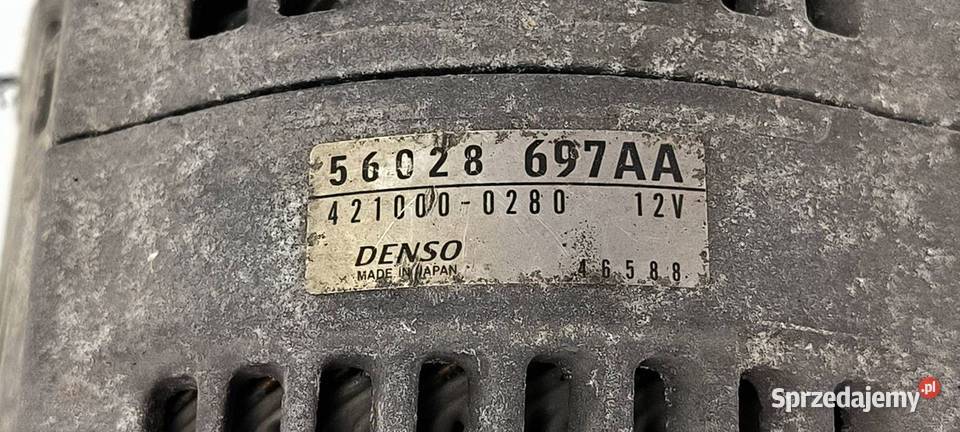 56028 697AA
421000-0280 12V
DENSO
MADE IN JAPAN 46588
Sprzedajemy.pl